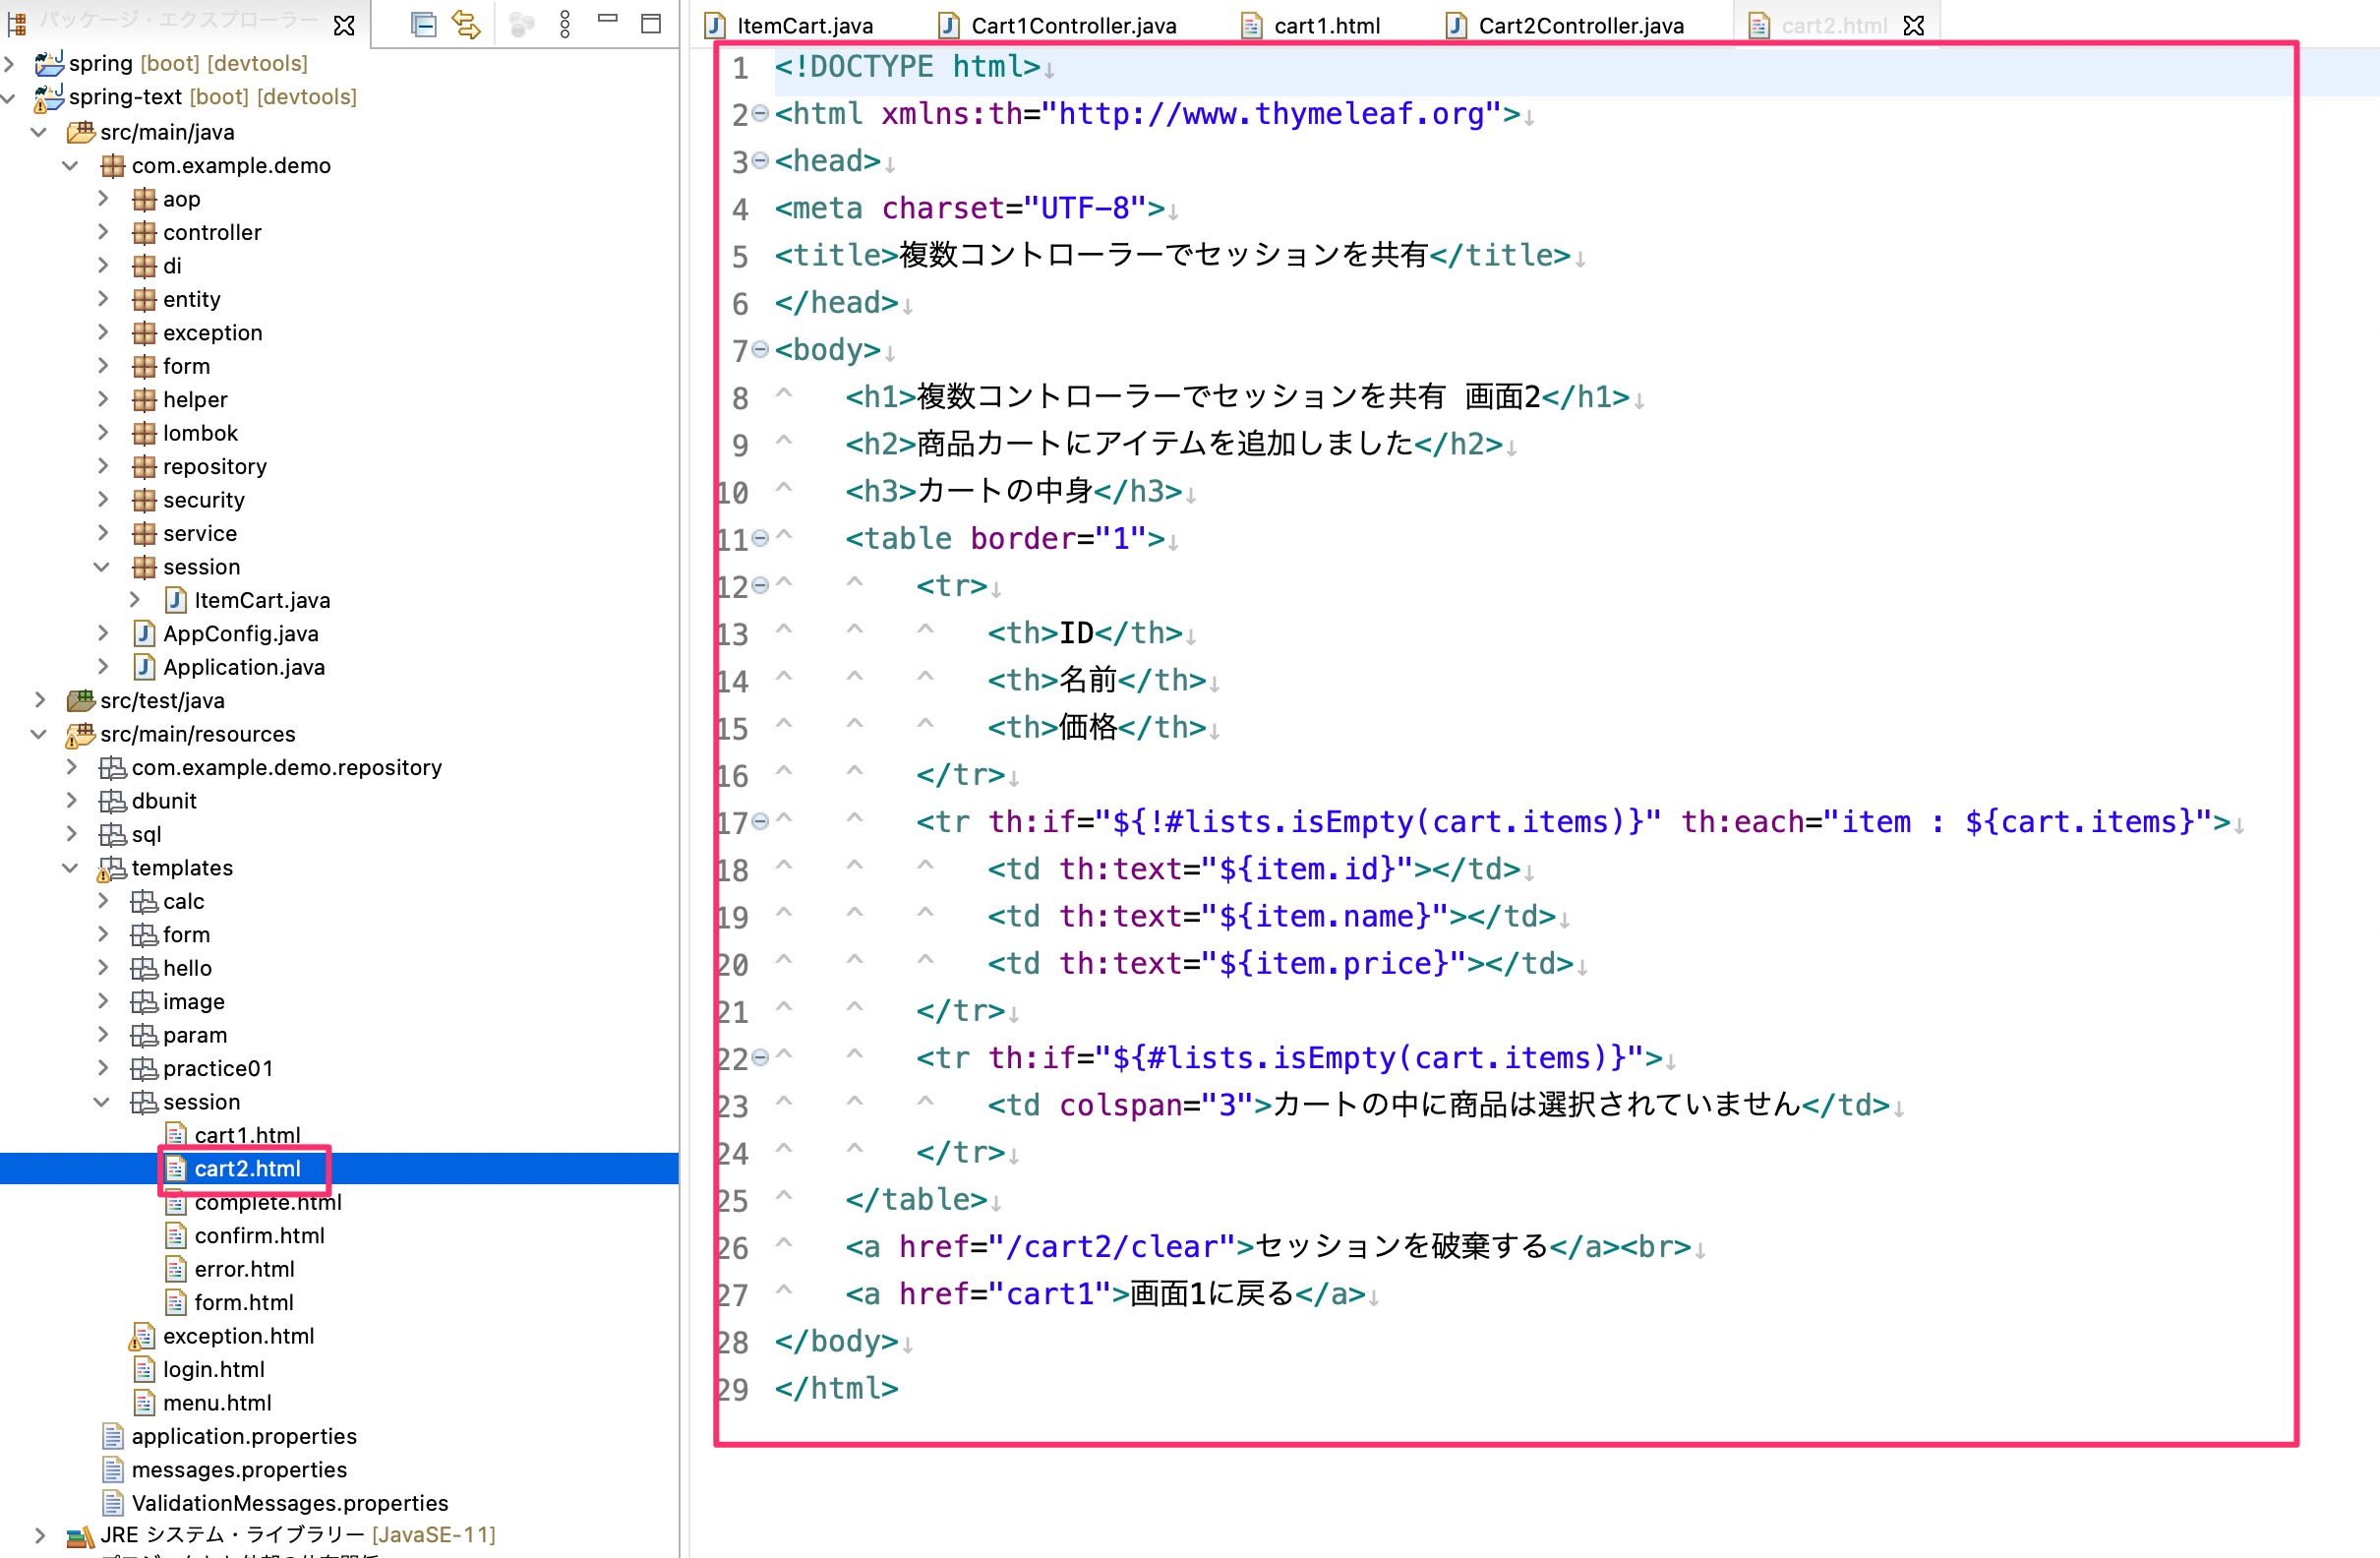 パッケージ・エクスプローラー
spring [boot] [devtools]
spring-text [boot] [devtools]
src/main/java
com.example.demo
aop
controller
di
entity
exception
form
helper
lombok
repository
security
service
session
ItemCart.java
AppConfig.java
Application.java
src/test/java
src/main/resources
com.example.demo.repository
dbunit
sql
templates
calc
form
hello
image
param
practice01
session
cart1.html
cart2.html
complete.html
confirm.html
error.html
form.html
exception.html
login.html
menu.html
application.properties
messages.properties
ValidationMessages.properties
JRE システム・ライブラリー [JavaSE-11]
ItemCart.java Cart1Controller.java cart1.html Cart2Controller.java cart2.html
1 <!DOCTYPE html>↓
2 <html xmlns:th="http://www.thymeleaf.org">↓
3 <head>↓
4 <meta charset="UTF-8">↓
5 <title>複数コントローラーでセッションを共有</title>↓
6 </head>↓
7 <body>↓
8 ^ <h1>複数コントローラーでセッションを共有 画面2</h1>↓
9 ^ <h2>商品カートにアイテムを追加しました</h2>↓
10 ^ <h3>カートの中身</h3>↓
11 ^ <table border="1">↓
12 ^ ^ <tr>↓
13 ^ ^ ^ <th>ID</th>↓
14 ^ ^ ^ <th>名前</th>↓
15 ^ ^ ^ <th>価格</th>↓
16 ^ ^ </tr>↓
17 ^ ^ <tr th:if="${!#lists.isEmpty(cart.items)}" th:each="item : ${cart.items}">↓
18 ^ ^ ^ <td th:text="${item.id}"></td>↓
19 ^ ^ ^ <td th:text="${item.name}"></td>↓
20 ^ ^ ^ <td th:text="${item.price}"></td>↓
21 ^ ^ </tr>↓
22 ^ ^ <tr th:if="${#lists.isEmpty(cart.items)}">↓
23 ^ ^ ^ <td colspan="3">カートの中に商品は選択されていません</td>↓
24 ^ ^ </tr>↓
25 ^ </table>↓
26 ^ <a href="/cart2/clear">セッションを破棄する</a><br>↓
27 ^ <a href="cart1">画面1に戻る</a>↓
28 </body>↓
29 </html>